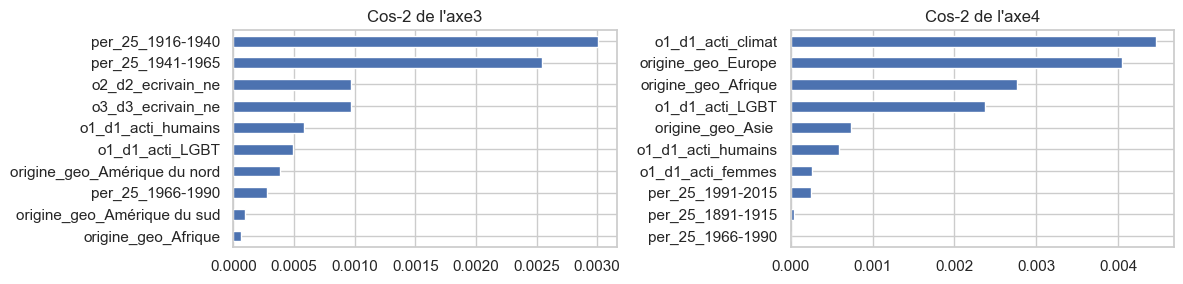 Cos-2 de l'axe3
per_25_1916-1940
per_25_1941-1965
o2_d2_ecrivain_ne
o3_d3_ecrivain_ne
o1_d1_acti_humains
o1_d1_acti_LGBT
origine_geo_Amérique du nord
per_25_1966-1990
origine_geo_Amérique du sud
origine_geo_Afrique
0.0000 0.0005 0.0010 0.0015 0.0020 0.0025 0.0030
Cos-2 de l'axe4
o1_d1_acti_climat
origine_geo_Europe
origine_geo_Afrique
o1_d1_acti_LGBT
origine_geo_Asie
o1_d1_acti_humains
o1_d1_acti_femmes
per_25_1991-2015
per_25_1891-1915
per_25_1966-1990
0.000 0.001 0.002 0.003 0.004